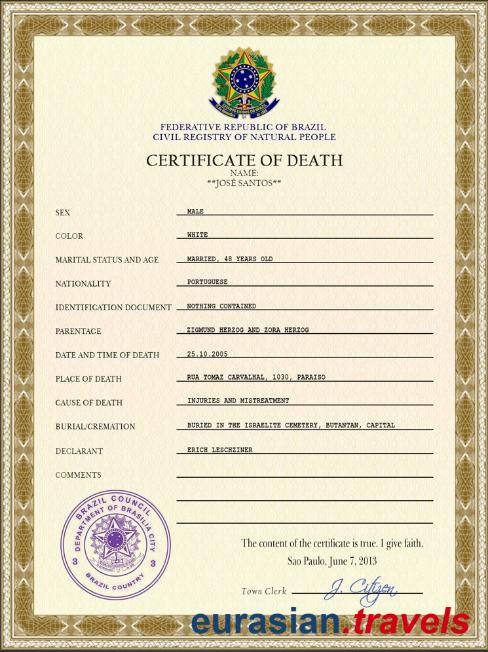 FEDERATIVE REPUBLIC OF BRAZIL
CIVIL REGISTRY OF NATURAL PEOPLE
CERTIFICATE OF DEATH
NAME:
**JOSÉ SANTOS**
SEX MALE
COLOR WHITE
MARITAL STATUS AND AGE MARRIED, 48 YEARS OLD
NATIONALITY PORTUGUESE
IDENTIFICATION DOCUMENT NOTHING CONTAINED
PARENTAGE ZIGMUND HERZOG AND ZORA HERZOG
DATE AND TIME OF DEATH 25.10.2005
PLACE OF DEATH RUA TOMAZ CARVALHAL, 1030, PARAISO
CAUSE OF DEATH INJURIES AND MISTREATMENT
BURIAL/CREMATION BURIED IN THE ISRAELITE CEMETERY, BUTANTAN, CAPITAL
DECLARANT ERICH LESCHZINER
COMMENTS
BRAZIL COUNCIL
DEPARTMENT OF BRASILIA CITY
3 3
BRAZIL COUNTRY
The content of the certificate is true. I give faith.
Sao Paulo, June 7, 2013
Town Clerk J. Citizen
eurasian.travels